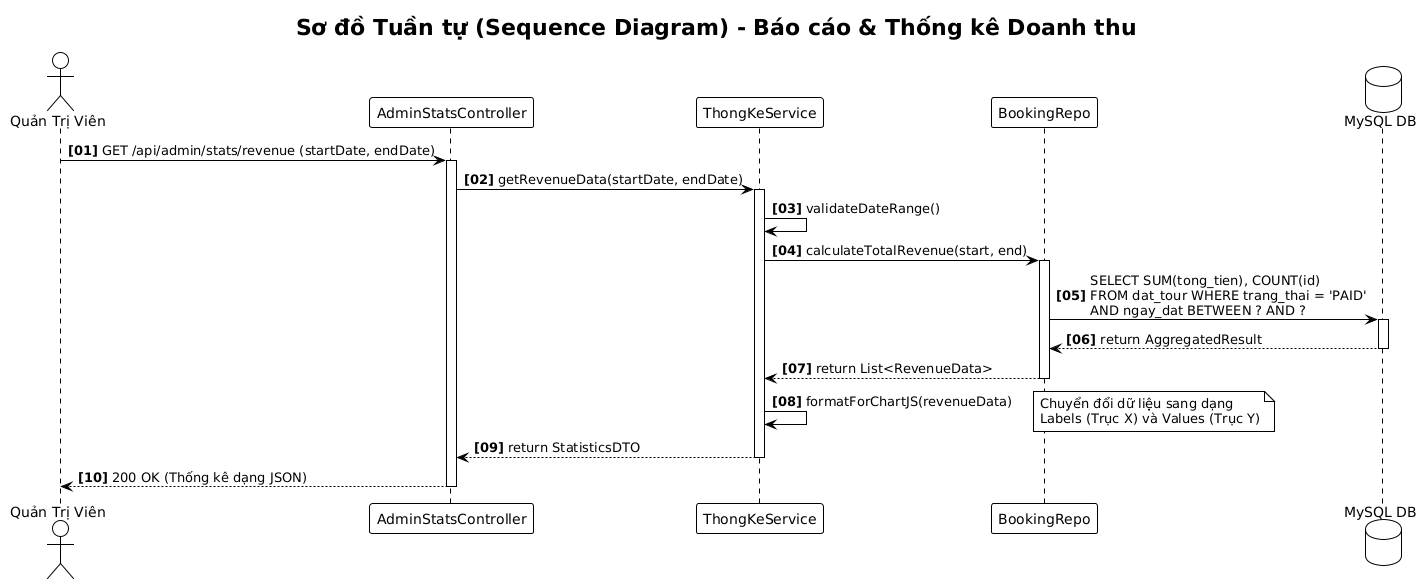 Sơ đồ Tuần tự (Sequence Diagram) - Báo cáo & Thống kê Doanh thu
Quản Trị Viên
AdminStatsController
ThongKeService
BookingRepo
MySQL DB
[01] GET /api/admin/stats/revenue (startDate, endDate)
[02] getRevenueData(startDate, endDate)
[03] validateDateRange()
[04] calculateTotalRevenue(start, end)
SELECT SUM(tong_tien), COUNT(id)
[05] FROM dat_tour WHERE trang_thai = 'PAID'
AND ngay_dat BETWEEN ? AND ?
[06] return AggregatedResult
[07] return List<RevenueData>
[08] formatForChartJS(revenueData)
Chuyển đổi dữ liệu sang dạng
Labels (Trục X) và Values (Trục Y)
[09] return StatisticsDTO
[10] 200 OK (Thống kê dạng JSON)
Quản Trị Viên
AdminStatsController
ThongKeService
BookingRepo
MySQL DB